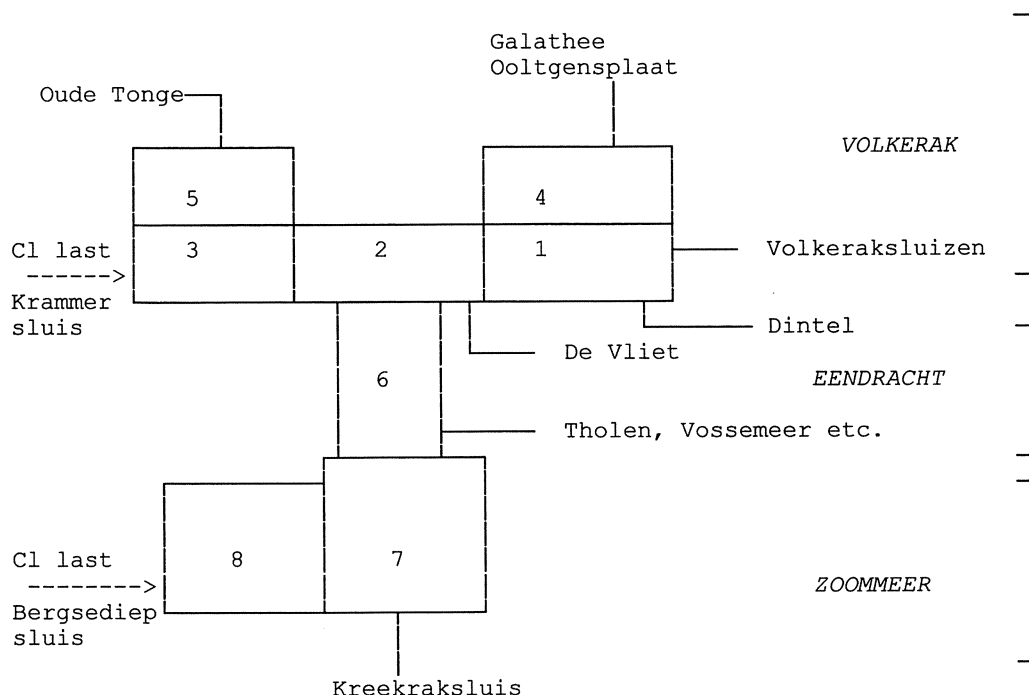 Galathee
Ooltgensplaat
Oude Tonge
VOLKERAK
5
4
Cl last
3
2
1
Volkeraksluizen
------>
Krammer
sluis
Dintel
De Vliet
6
EENDRACHT
Tholen, Vossemeer etc.
Cl last
8
7
-------->
ZOOMMEER
Bergsediep
sluis
Kreekraksluis